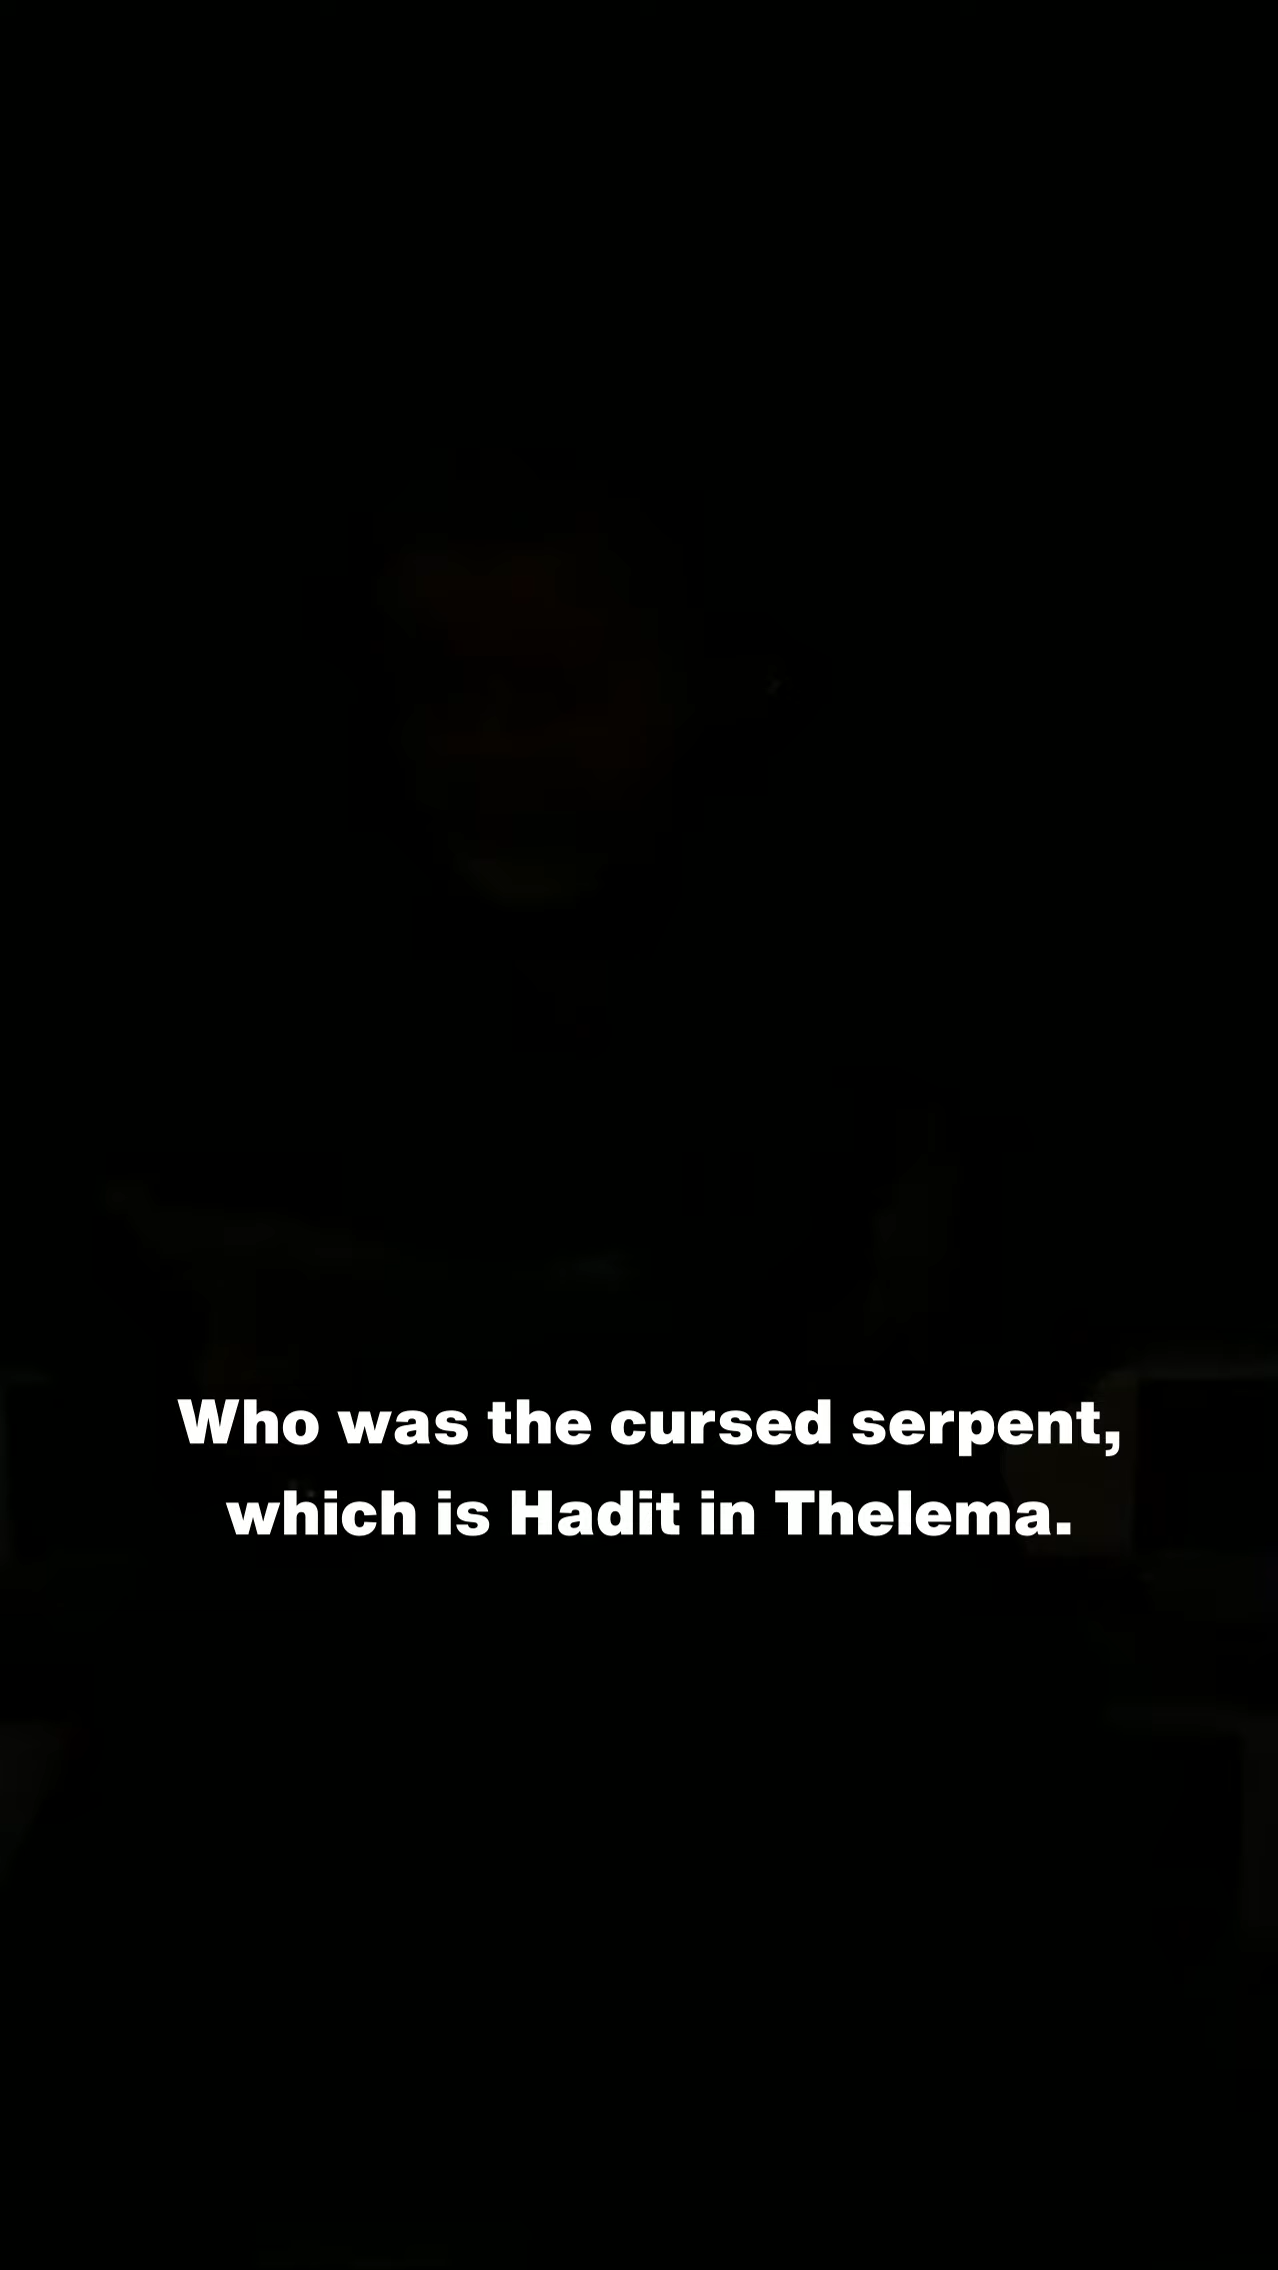 Who was the cursed serpent,
which is Hadit in Thelema.